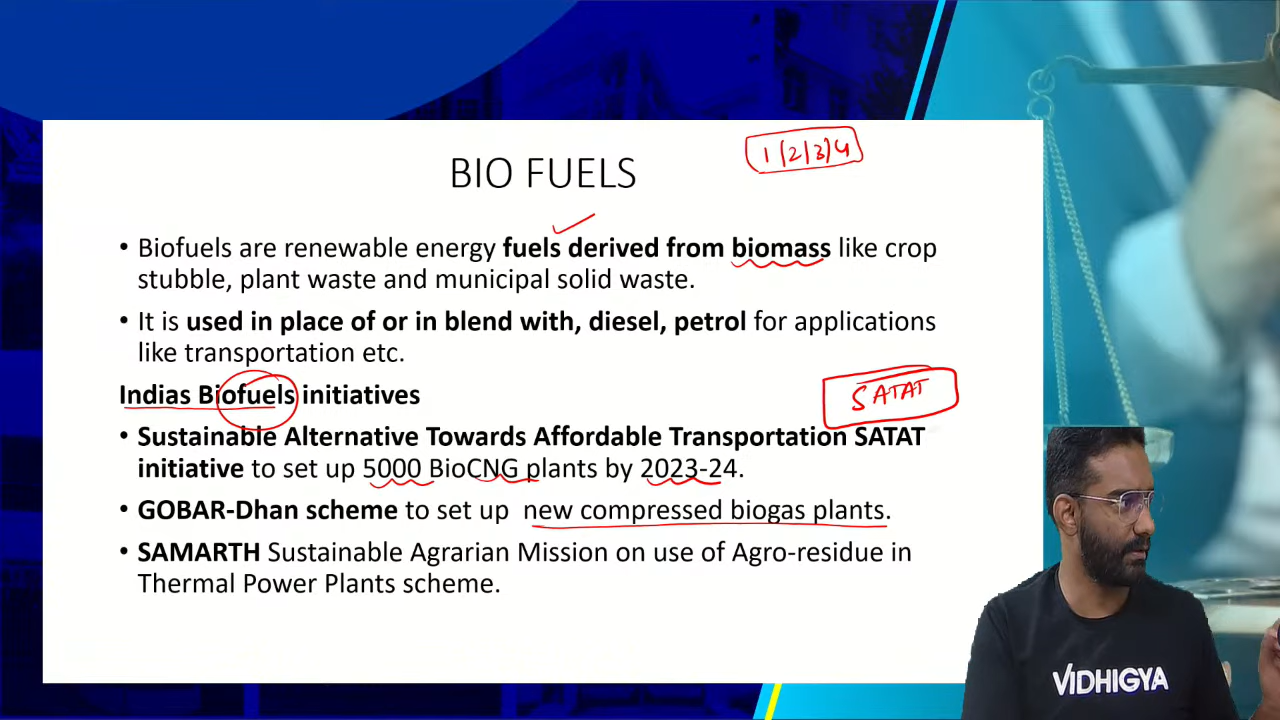 BIO FUELS
1/2/3/4
• Biofuels are renewable energy fuels derived from biomass like crop
stubble, plant waste and municipal solid waste.
• It is used in place of or in blend with, diesel, petrol for applications
like transportation etc.
Indias Biofuels initiatives
SATAT
• Sustainable Alternative Towards Affordable Transportation SATAT
initiative to set up 5000 BioCNG plants by 2023-24.
• GOBAR-Dhan scheme to set up new compressed biogas plants.
• SAMARTH Sustainable Agrarian Mission on use of Agro-residue in
Thermal Power Plants scheme.
VIDHIGYA